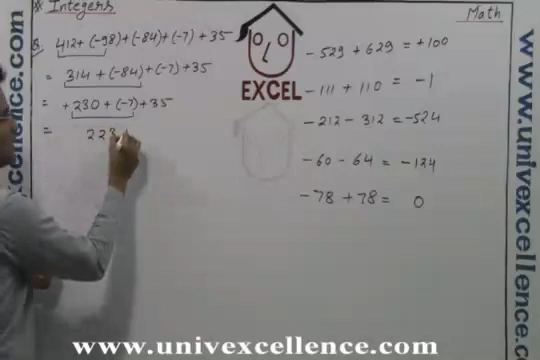 * Integers
Math
Q. 412+(-98)+(-84)+(-7)+35
= 314 + (-84)+(-7)+35
= +230+(-7)+35
= 223
EXCEL
-529 + 629 = +100
-111 + 110 = -1
-212 - 312 = -524
-60 - 64 = -124
-78 + 78 = 0
www.univexcellence.com
www.univexcellence.com
www.univexcellence.com